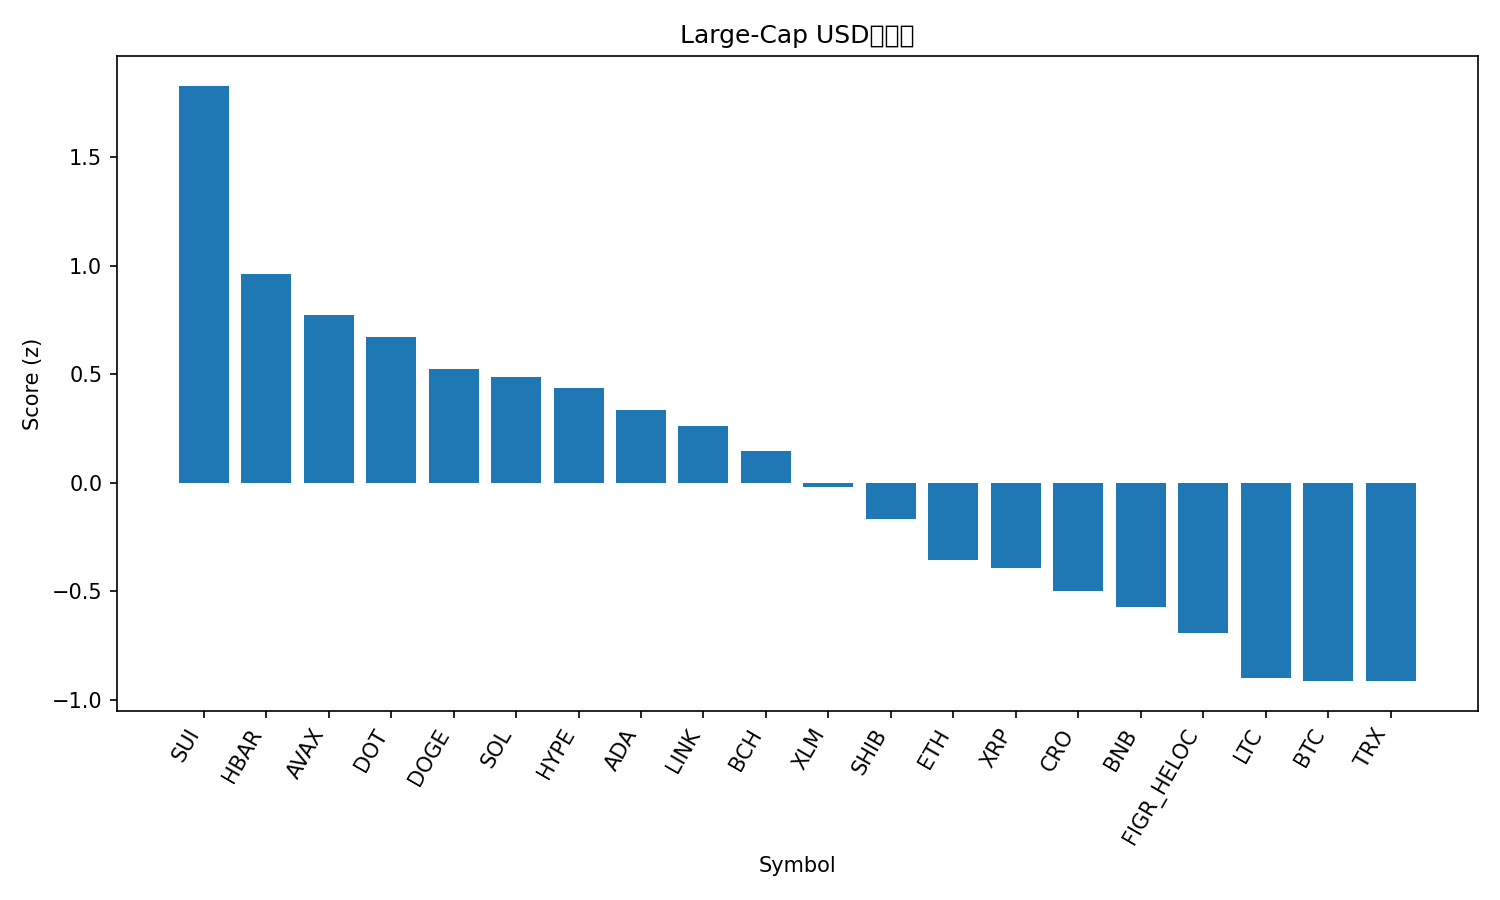 Large-Cap USD
Score (z)
1.5
1.0
0.5
0.0
−0.5
−1.0
SUI
HBAR
AVAX
DOT
DOGE
SOL
HYPE
ADA
LINK
BCH
XLM
SHIB
ETH
XRP
CRO
BNB
FIGR_HELOC
LTC
BTC
TRX
Symbol